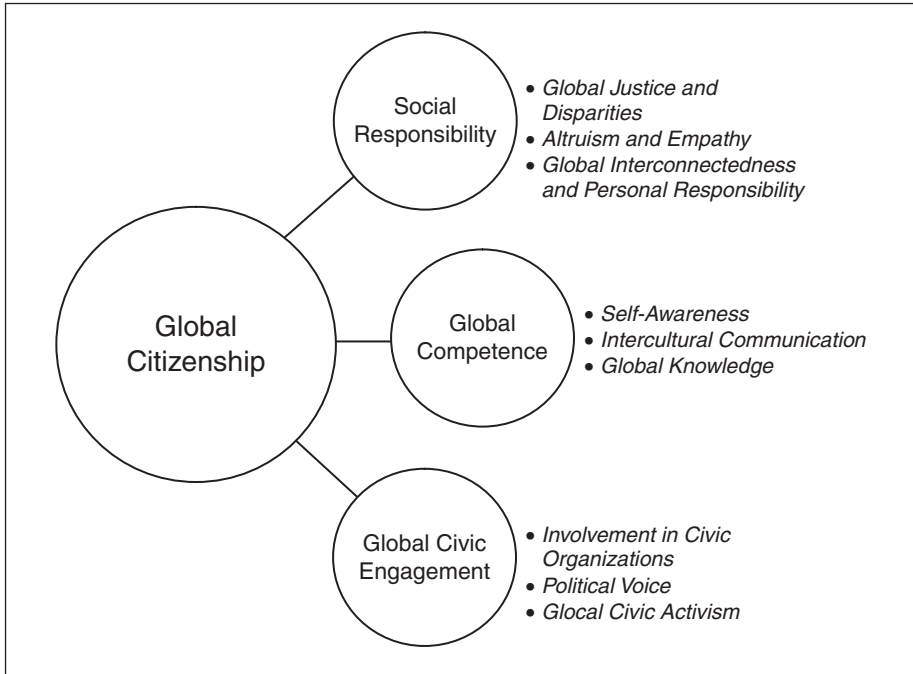 Social
Responsibility
• Global Justice and
Disparities
• Altruism and Empathy
• Global Interconnectedness
and Personal Responsibility
Global
Citizenship
Global
Competence
• Self-Awareness
• Intercultural Communication
• Global Knowledge
Global Civic
Engagement
• Involvement in Civic
Organizations
• Political Voice
• Glocal Civic Activism